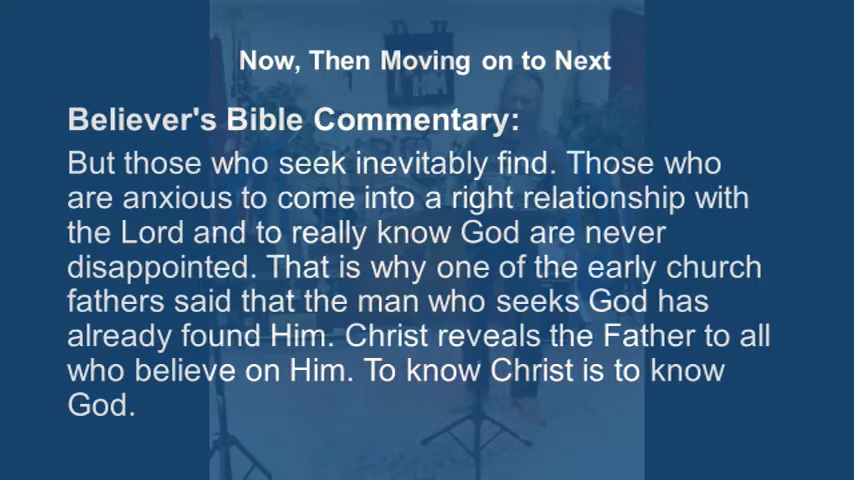 Now, Then Moving on to Next
Believer's Bible Commentary:
But those who seek inevitably find. Those who
are anxious to come into a right relationship with
the Lord and to really know God are never
disappointed. That is why one of the early church
fathers said that the man who seeks God has
already found Him. Christ reveals the Father to all
who believe on Him. To know Christ is to know
God.